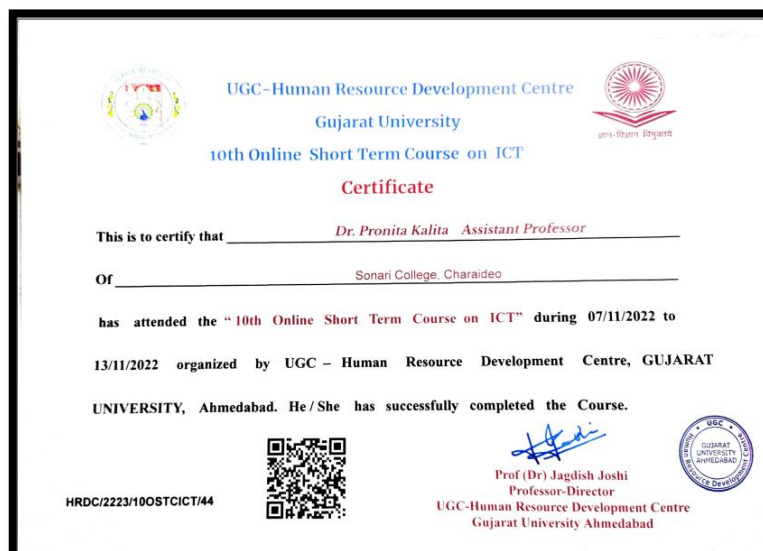 UGC-Human Resource Development Centre
Gujarat University
10th Online Short Term Course on ICT
Certificate
ज्ञान-विज्ञान विमुक्तये
This is to certify that Dr. Pronita Kalita Assistant Professor
Of Sonari College, Charaideo
has attended the "10th Online Short Term Course on ICT" during 07/11/2022 to
13/11/2022 organized by UGC – Human Resource Development Centre, GUJARAT
UNIVERSITY, Ahmedabad. He / She has successfully completed the Course.
HRDC/2223/10OSTCICT/44
Prof (Dr) Jagdish Joshi
Professor-Director
UGC-Human Resource Development Centre
Gujarat University Ahmedabad
UGC
Human Resource Development Centre
GUJARAT
UNIVERSITY
AHMEDABAD